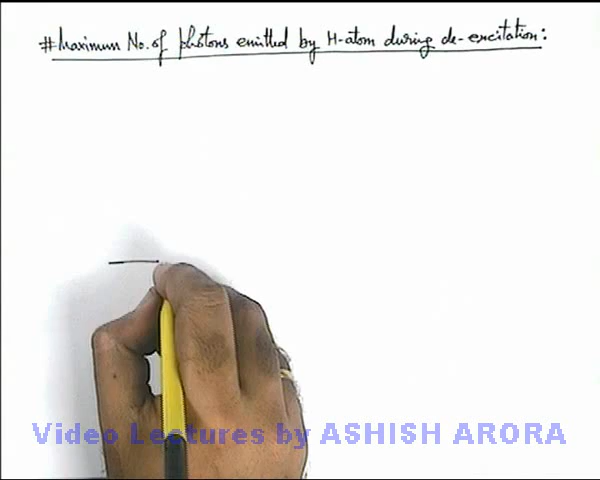 # Maximum No. of photons emitted by H-atom during de-excitation:
Video Lectures by ASHISH ARORA